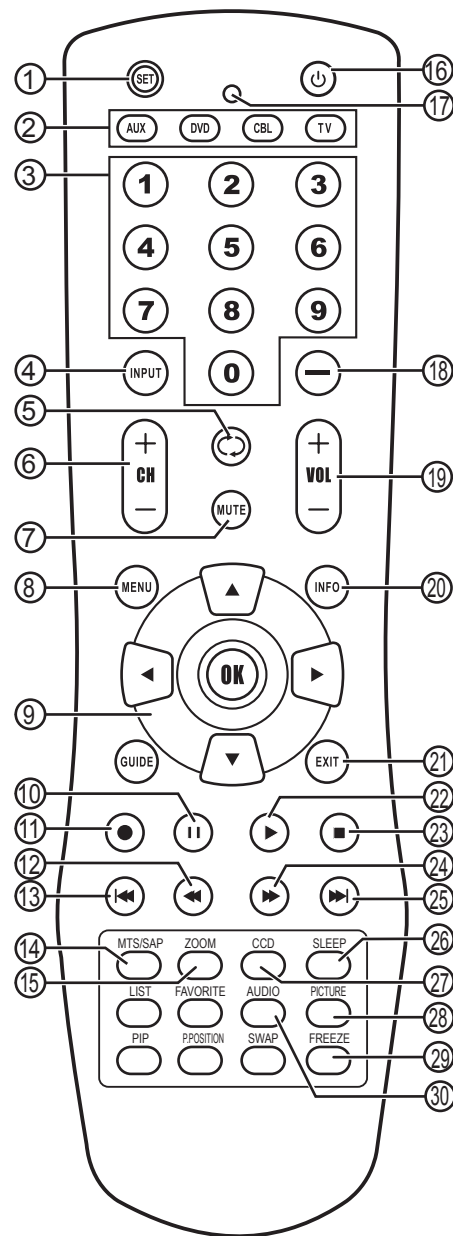 ① SET ⑯
⑰
② AUX DVD CBL TV
③ 1 2 3
4 5 6
7 8 9
④ INPUT 0 ⑱
⑤
⑥ + CH − + VOL − ⑲
⑦ MUTE
⑧ MENU INFO ⑳
OK
⑨
GUIDE EXIT ㉑
⑩ ㉒
⑪ ㉓
⑫ ㉔
⑬ ㉕
⑭ MTS/SAP ZOOM CCD SLEEP ㉖
⑮ ㉗
LIST FAVORITE AUDIO PICTURE ㉘
PIP P.POSITION SWAP FREEZE ㉙
㉚